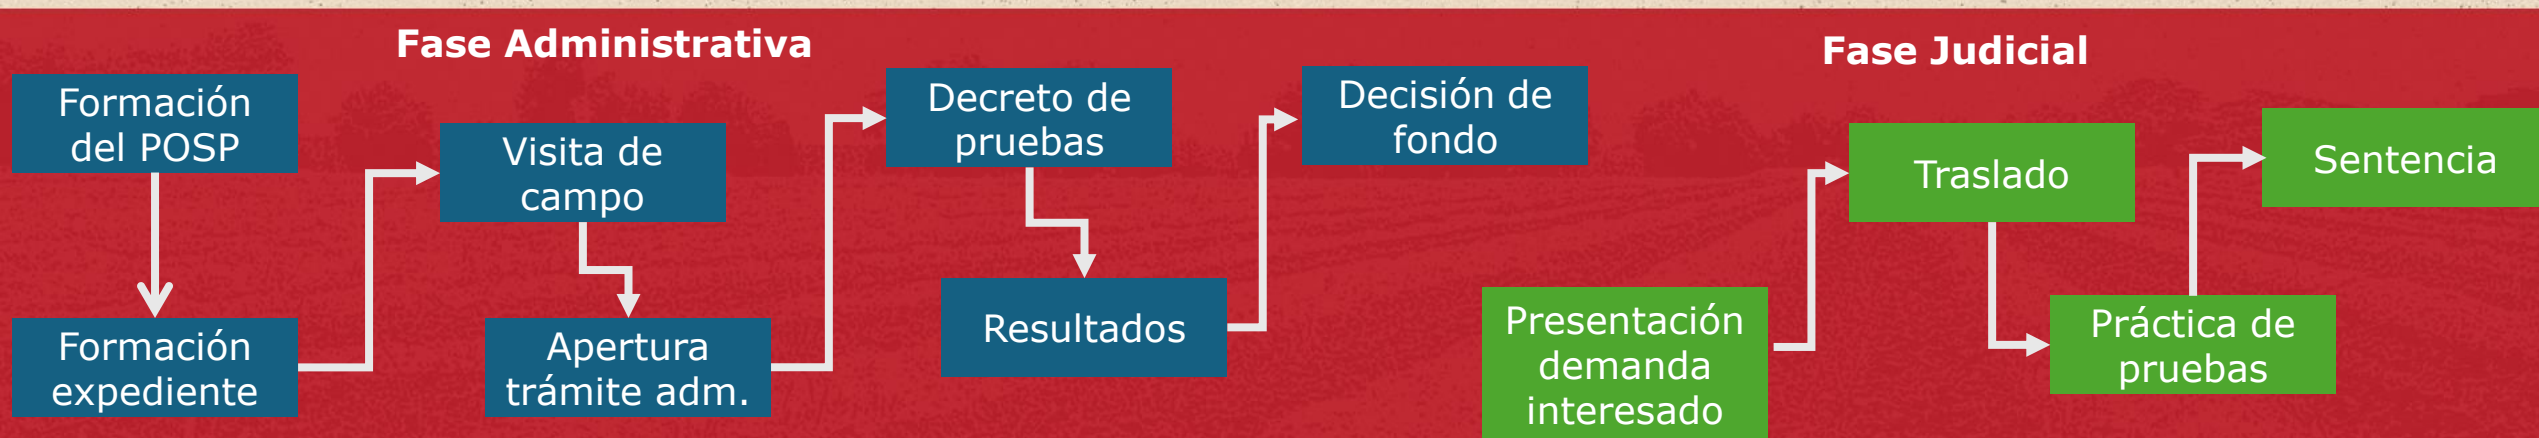 Fase Administrativa
Formación
del POSP
Formación
expediente
Visita de
campo
Apertura
trámite adm.
Decreto de
pruebas
Resultados
Decisión de
fondo
Fase Judicial
Presentación
demanda
interesado
Traslado
Práctica de
pruebas
Sentencia